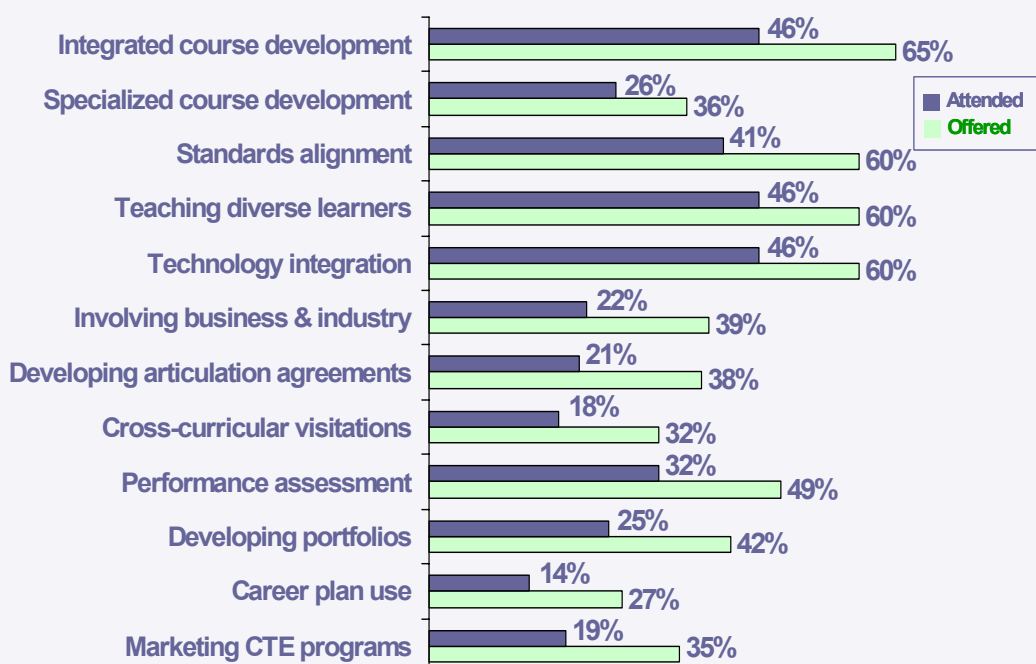 Integrated course development
46%
65%
Specialized course development
26%
36%
Attended
Offered
Standards alignment
41%
60%
Teaching diverse learners
46%
60%
Technology integration
46%
60%
Involving business & industry
22%
39%
Developing articulation agreements
21%
38%
Cross-curricular visitations
18%
32%
Performance assessment
32%
49%
Developing portfolios
25%
42%
Career plan use
14%
27%
Marketing CTE programs
19%
35%